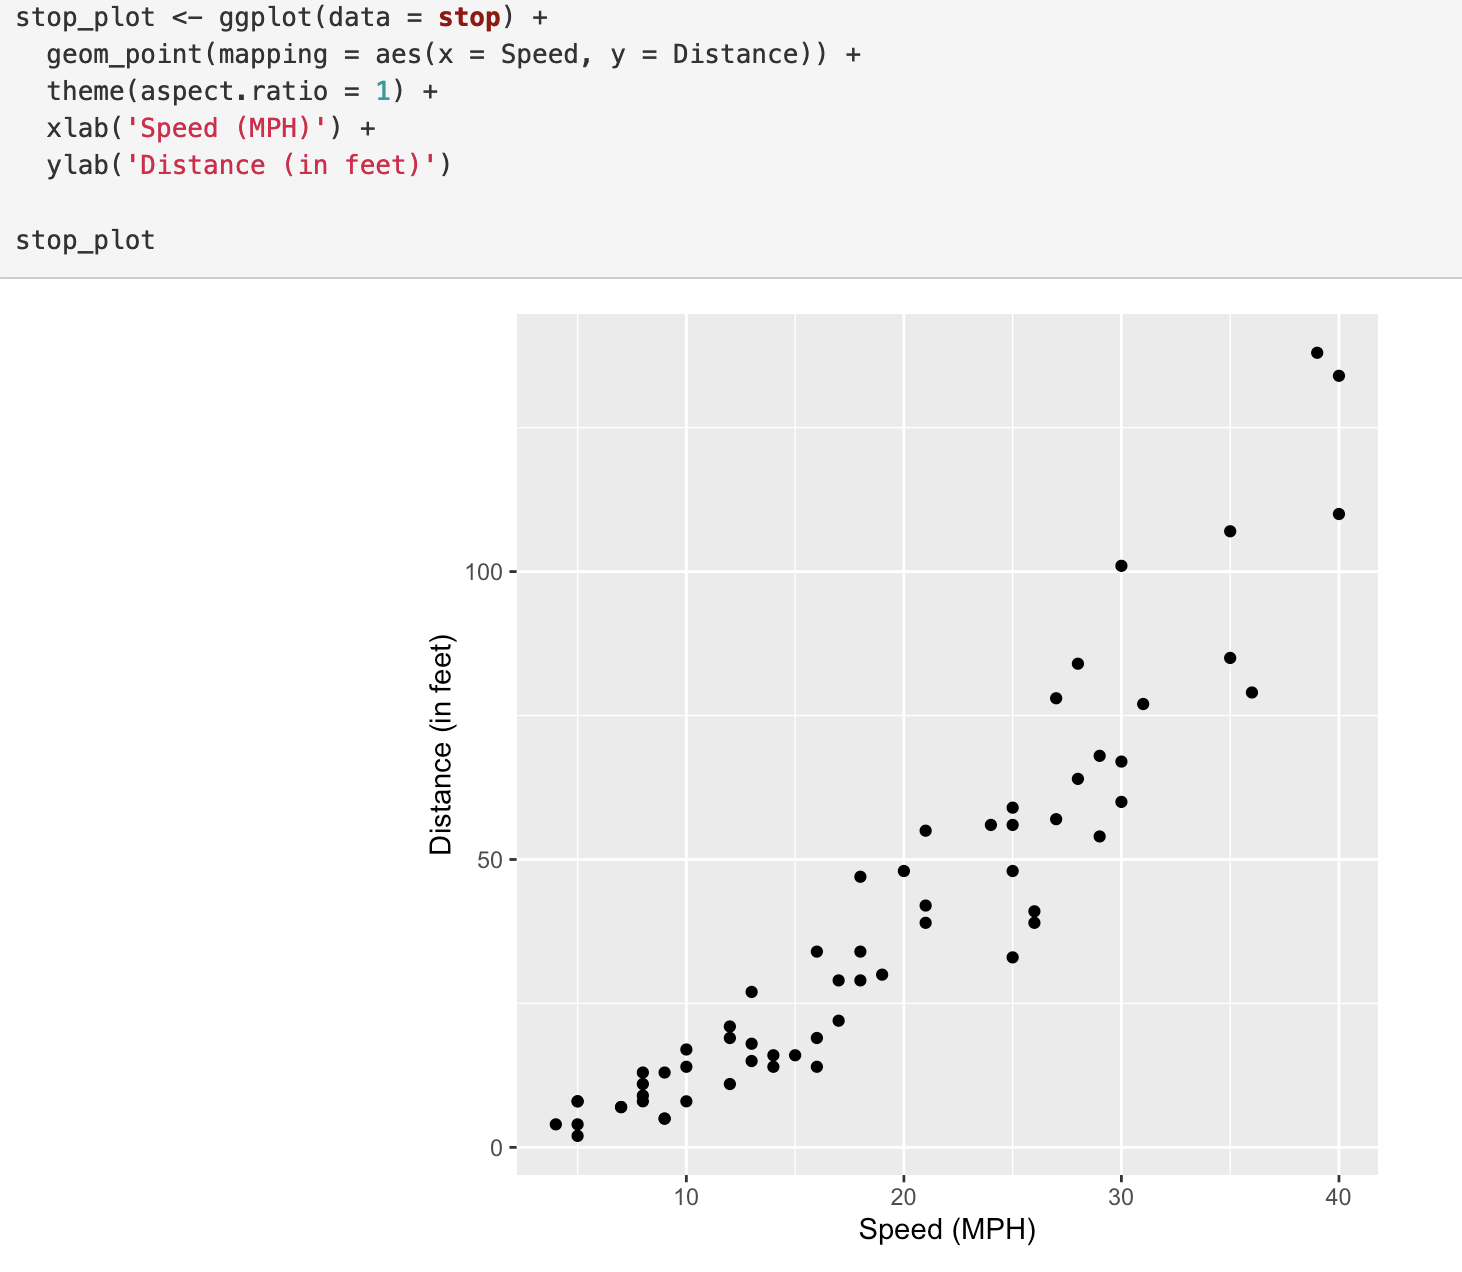 stop_plot <- ggplot(data = stop) +
  geom_point(mapping = aes(x = Speed, y = Distance)) +
  theme(aspect.ratio = 1) +
  xlab('Speed (MPH)') +
  ylab('Distance (in feet)')
stop_plot
Distance (in feet)
100
50
0
10 20 30 40
Speed (MPH)